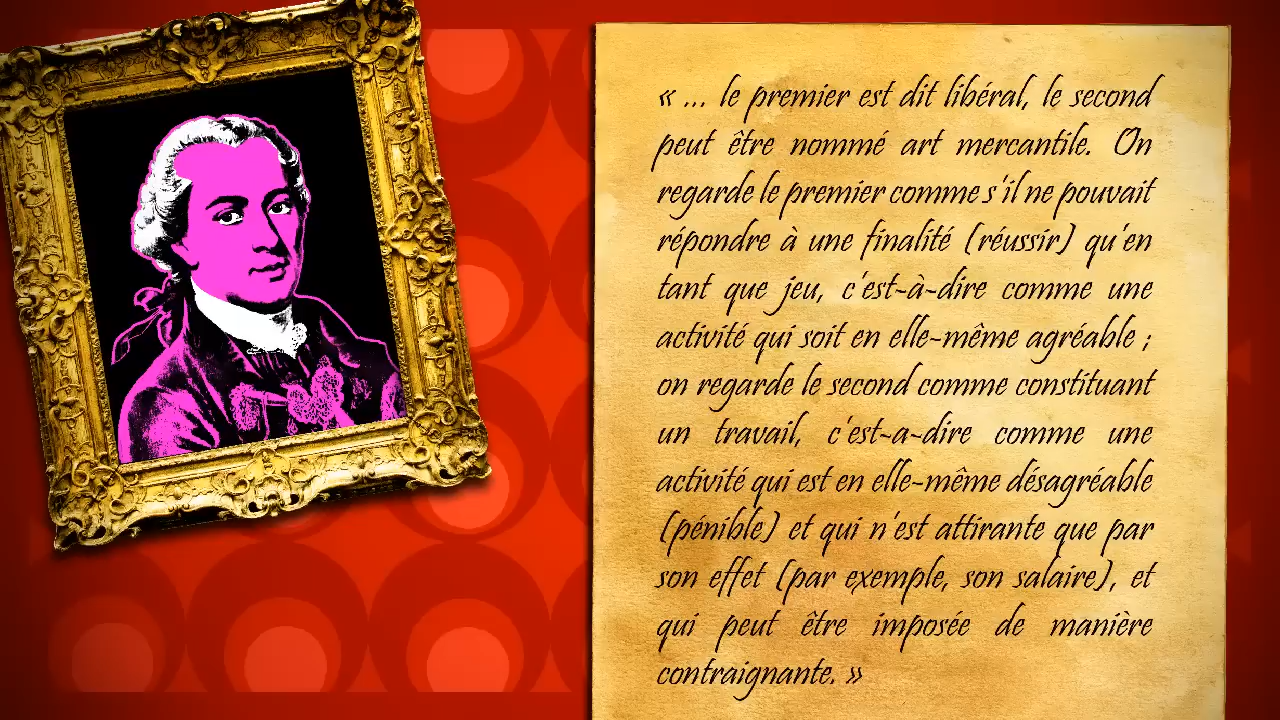 « ... le premier est dit libéral, le second
peut être nommé art mercantile. On
regarde le premier comme s'il ne pouvait
répondre à une finalité (réussir) qu'en
tant que jeu, c'est-à-dire comme une
activité qui soit en elle-même agréable ;
on regarde le second comme constituant
un travail, c'est-a-dire comme une
activité qui est en elle-même désagréable
(pénible) et qui n'est attirante que par
son effet (par exemple, son salaire), et
qui peut être imposée de manière
contraignante. »